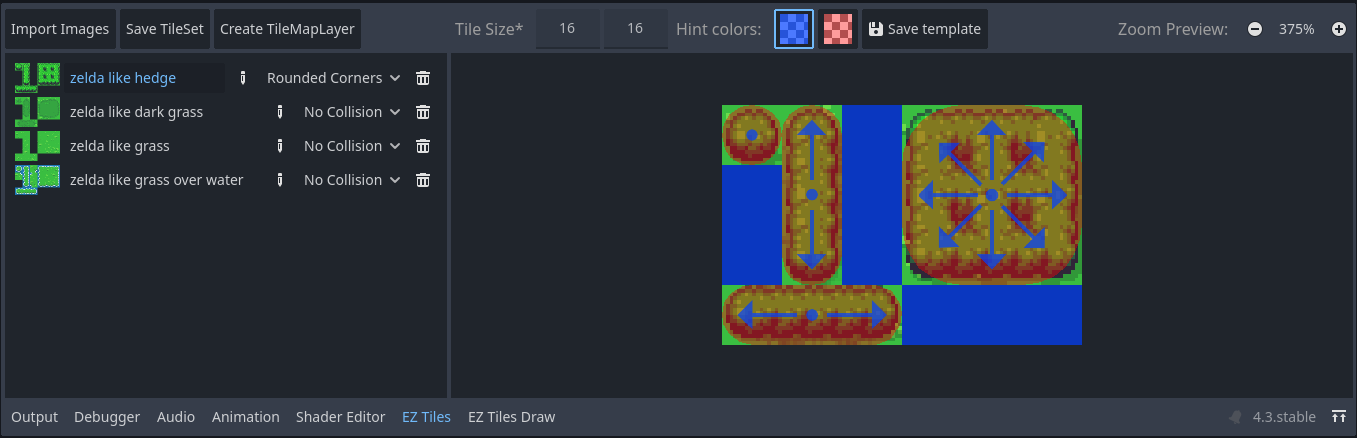 Import Images Save TileSet Create TileMapLayer Tile Size* 16 16 Hint colors: Save template Zoom Preview: 375%
zelda like hedge Rounded Corners
zelda like dark grass No Collision
zelda like grass No Collision
zelda like grass over water No Collision
Output Debugger Audio Animation Shader Editor EZ Tiles EZ Tiles Draw 4.3.stable